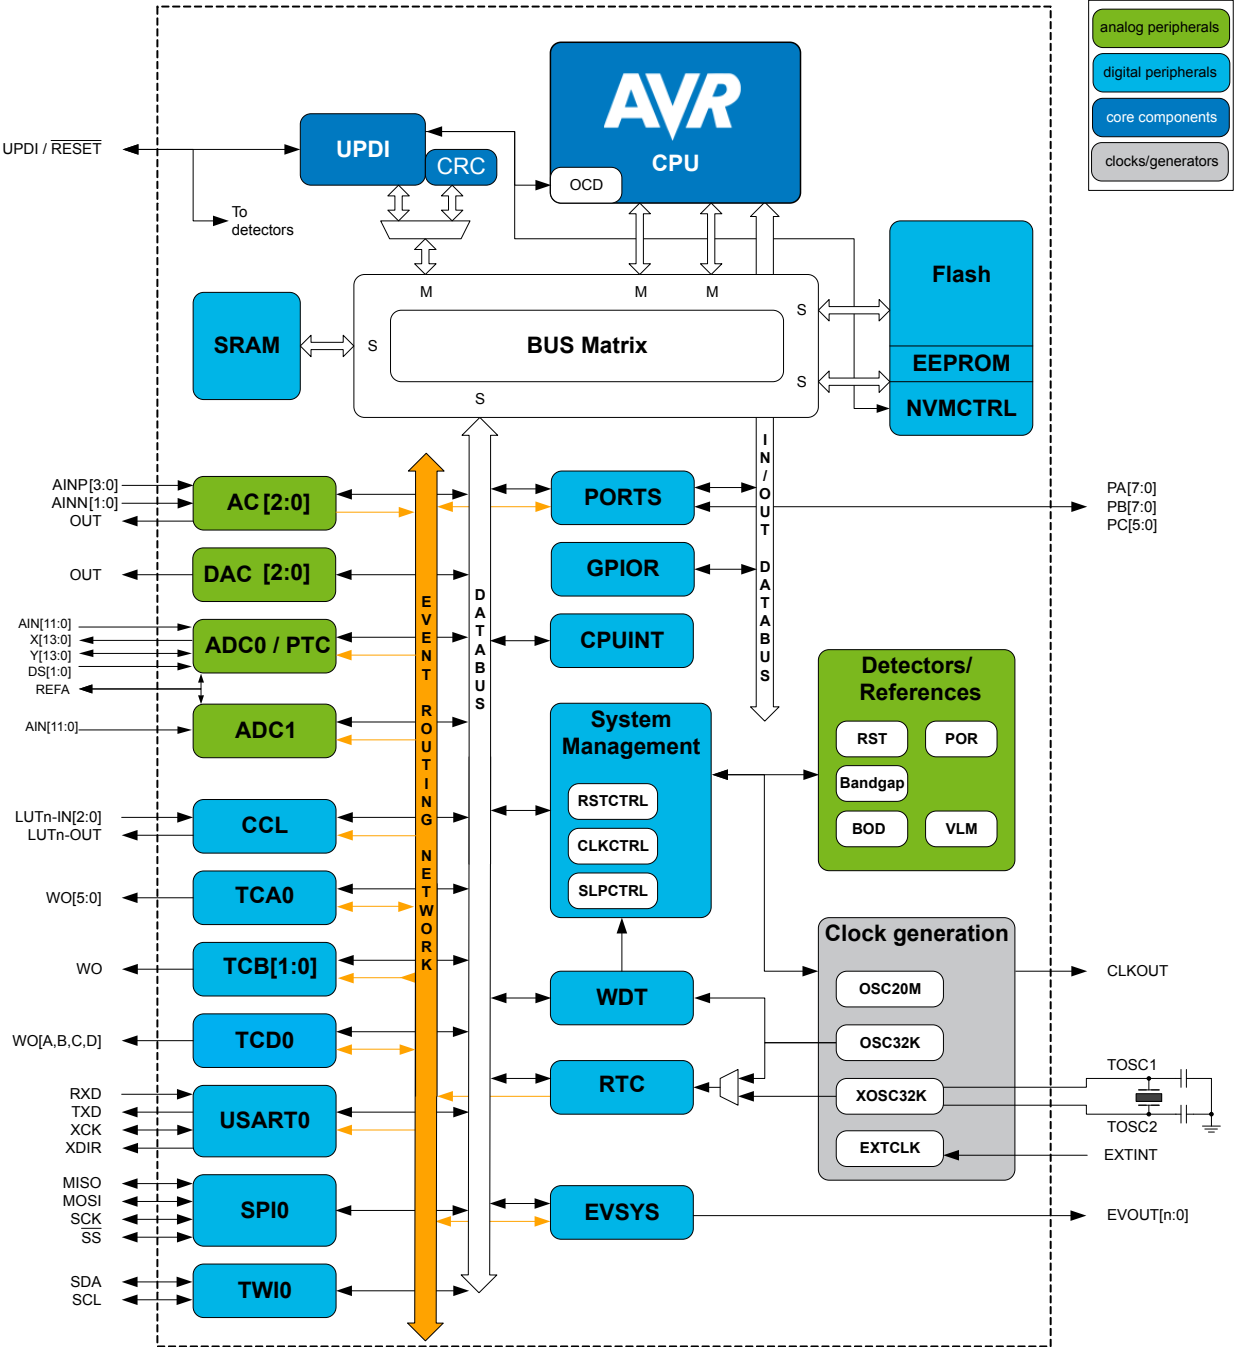 analog peripherals
digital peripherals
core components
clocks/generators
AVR
CPU
OCD
UPDI / RESET
UPDI
CRC
To
detectors
M
M
M
Flash
EEPROM
NVMCTRL
S
S
S
S
SRAM
BUS Matrix
IN/OUT DATABUS
DATABUS
EVENT ROUTING NETWORK
AINP[3:0]
AINN[1:0]
OUT
AC [2:0]
PORTS
PA[7:0]
PB[7:0]
PC[5:0]
OUT
DAC [2:0]
GPIOR
AIN[11:0]
X[13:0]
Y[13:0]
DS[1:0]
REFA
ADC0 / PTC
CPUINT
AIN[11:0]
ADC1
System
Management
RSTCTRL
CLKCTRL
SLPCTRL
Detectors/
References
RST
POR
Bandgap
BOD
VLM
LUTn-IN[2:0]
LUTn-OUT
CCL
WO[5:0]
TCA0
WO
TCB[1:0]
WDT
Clock generation
OSC20M
OSC32K
XOSC32K
EXTCLK
CLKOUT
TOSC1
TOSC2
EXTINT
WO[A,B,C,D]
TCD0
RTC
RXD
TXD
XCK
XDIR
USART0
MISO
MOSI
SCK
SS
SPI0
EVSYS
EVOUT[n:0]
SDA
SCL
TWI0